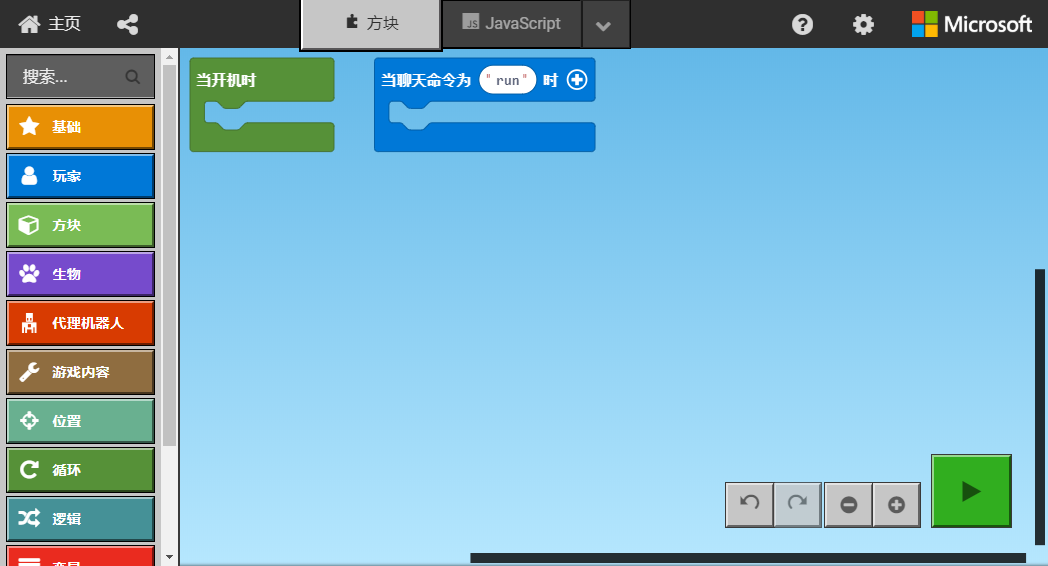 主页
方块
JavaScript
Microsoft
搜索...
基础
玩家
方块
生物
代理机器人
游戏内容
位置
循环
逻辑
变量
当开机时
当聊天命令为 "run" 时